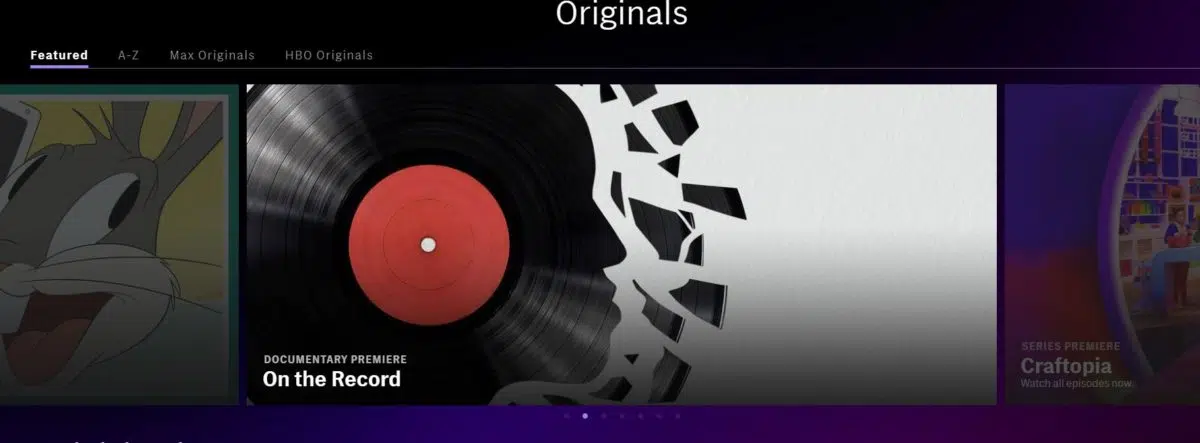 Originals
Featured A-Z Max Originals HBO Originals
DOCUMENTARY PREMIERE
On the Record
SERIES PREMIERE
Craftopia
Watch all episodes now.